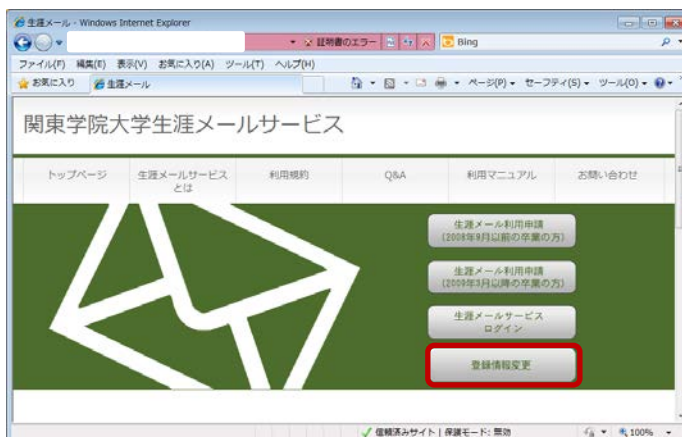 生涯メール - Windows Internet Explorer
証明書のエラー
Bing
ファイル(F) 編集(E) 表示(V) お気に入り(A) ツール(T) ヘルプ(H)
お気に入り 生涯メール ページ(P) セーフティ(S) ツール(O)
関東学院大学生涯メールサービス
トップページ
生涯メールサービス
とは
利用規約
Q&A
利用マニュアル
お問い合わせ
生涯メール利用申請
(2008年9月以前の卒業の方)
生涯メール利用申請
(2009年3月以降の卒業の方)
生涯メールサービス
ログイン
登録情報変更
信頼済みサイト | 保護モード: 無効 100%